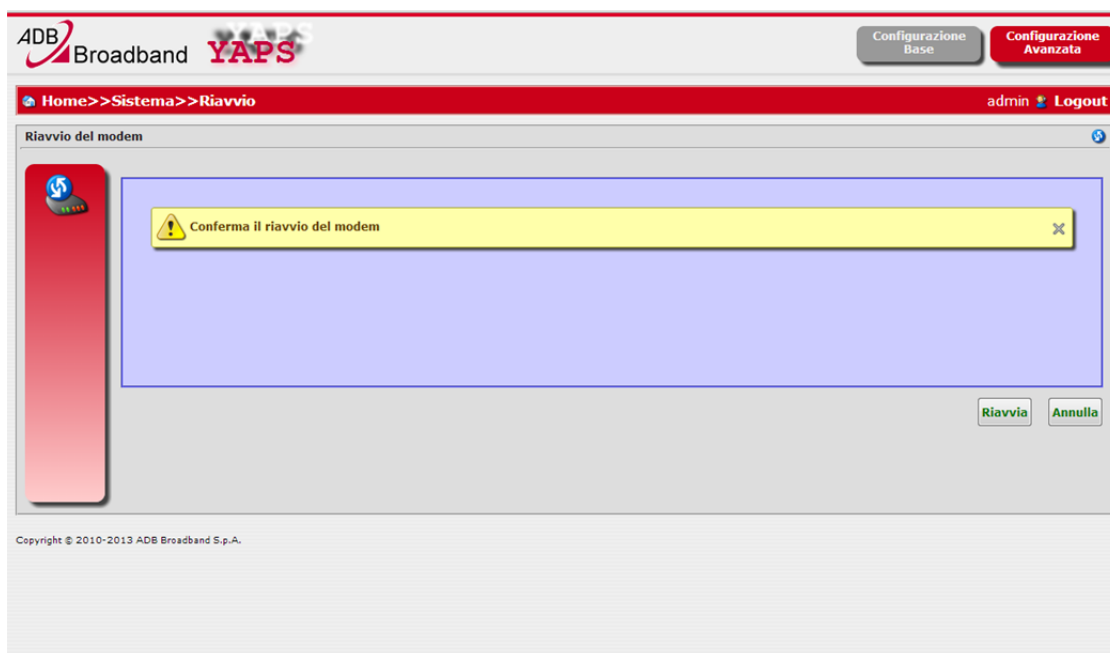 ADB
Broadband YAPS
Configurazione Base
Configurazione Avanzata
Home>>Sistema>>Riavvio
admin Logout
Riavvio del modem
Conferma il riavvio del modem
Riavvia Annulla
Copyright © 2010-2013 ADB Broadband S.p.A.